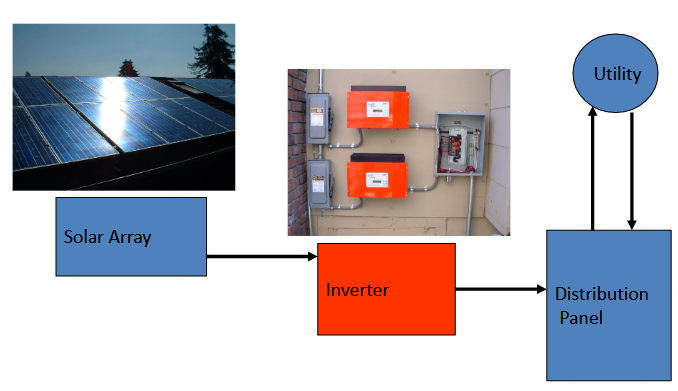 Utility
Solar Array
Inverter
Distribution
Panel